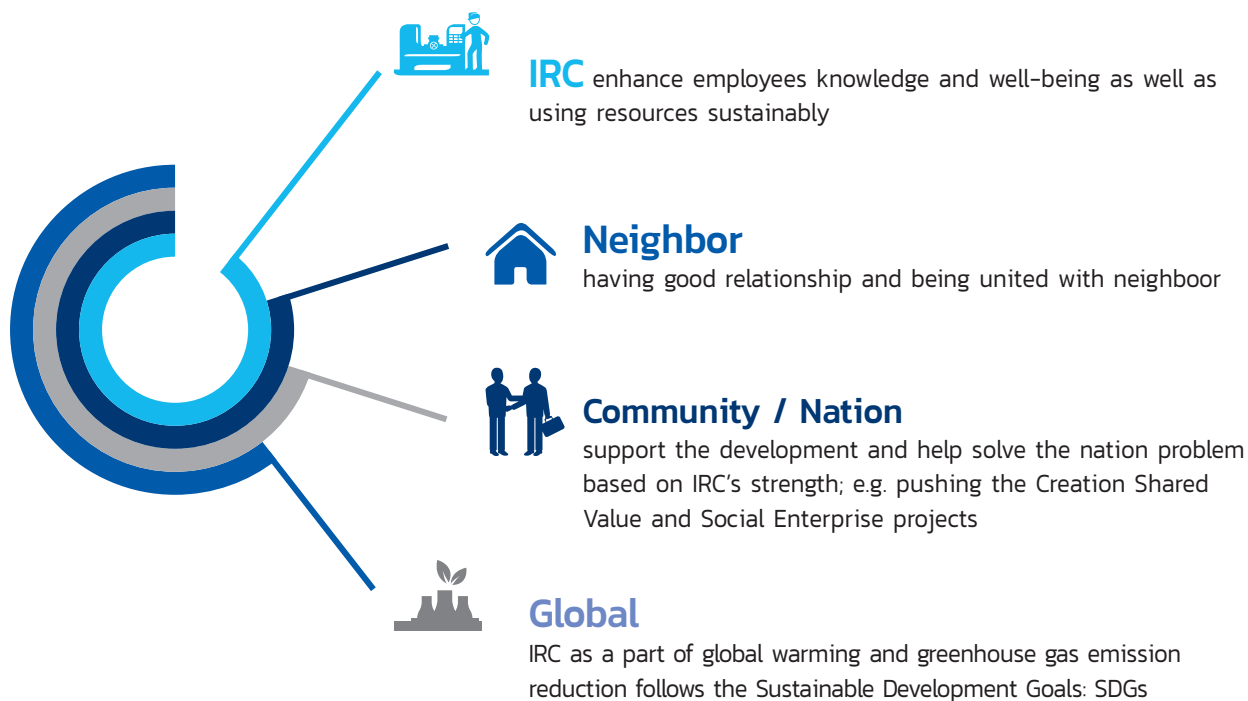 IRC enhance employees knowledge and well-being as well as
using resources sustainably
Neighbor
having good relationship and being united with neighboor
Community / Nation
support the development and help solve the nation problem
based on IRC's strength; e.g. pushing the Creation Shared
Value and Social Enterprise projects
Global
IRC as a part of global warming and greenhouse gas emission
reduction follows the Sustainable Development Goals: SDGs